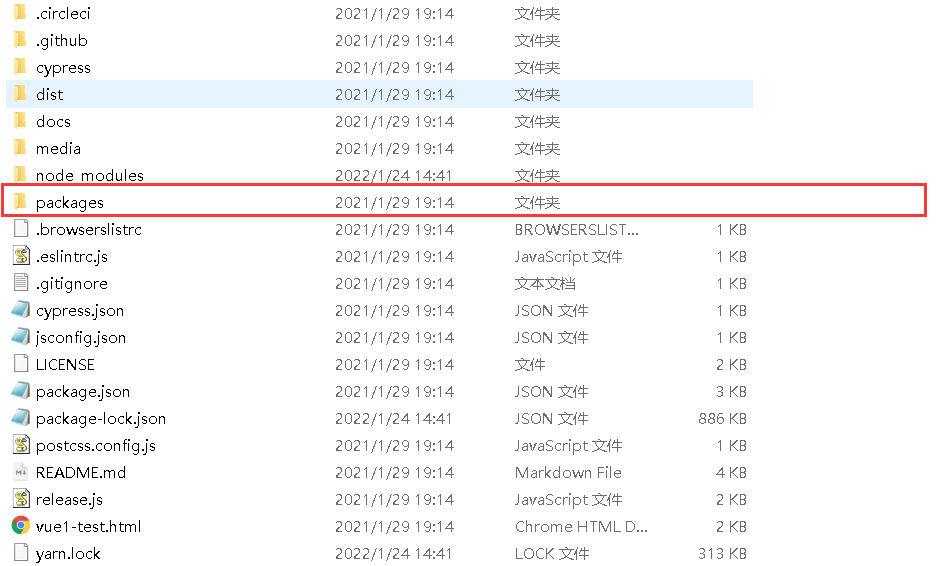 .circleci 2021/1/29 19:14 文件夹
.github 2021/1/29 19:14 文件夹
cypress 2021/1/29 19:14 文件夹
dist 2021/1/29 19:14 文件夹
docs 2021/1/29 19:14 文件夹
media 2021/1/29 19:14 文件夹
node_modules 2022/1/24 14:41 文件夹
packages 2021/1/29 19:14 文件夹
.browserslistrc 2021/1/29 19:14 BROWSERSLIST... 1 KB
.eslintrc.js 2021/1/29 19:14 JavaScript 文件 1 KB
.gitignore 2021/1/29 19:14 文本文档 1 KB
cypress.json 2021/1/29 19:14 JSON 文件 1 KB
jsconfig.json 2021/1/29 19:14 JSON 文件 1 KB
LICENSE 2021/1/29 19:14 文件 2 KB
package.json 2021/1/29 19:14 JSON 文件 3 KB
package-lock.json 2022/1/24 14:41 JSON 文件 886 KB
postcss.config.js 2021/1/29 19:14 JavaScript 文件 1 KB
README.md 2021/1/29 19:14 Markdown File 4 KB
release.js 2021/1/29 19:14 JavaScript 文件 2 KB
vue1-test.html 2021/1/29 19:14 Chrome HTML D... 2 KB
yarn.lock 2022/1/24 14:41 LOCK 文件 313 KB